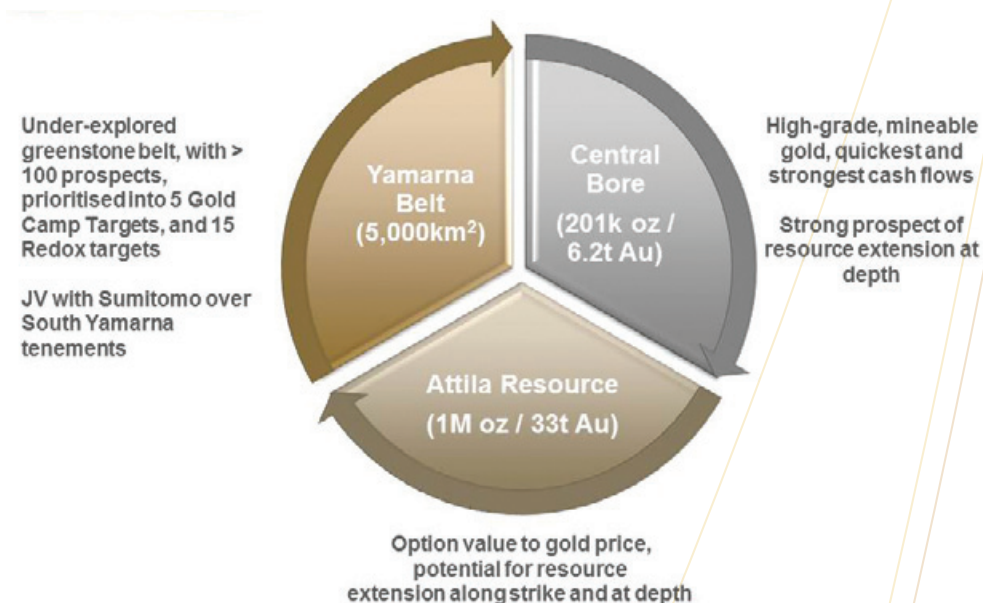 Under-explored
greenstone belt, with >
100 prospects,
prioritised into 5 Gold
Camp Targets, and 15
Redox targets
JV with Sumitomo over
South Yamarna
tenements
Yamarna
Belt
(5,000km²)
Central
Bore
(201k oz /
6.2t Au)
High-grade, mineable
gold, quickest and
strongest cash flows
Strong prospect of
resource extension at
depth
Attila Resource
(1M oz / 33t Au)
Option value to gold price,
potential for resource
extension along strike and at depth